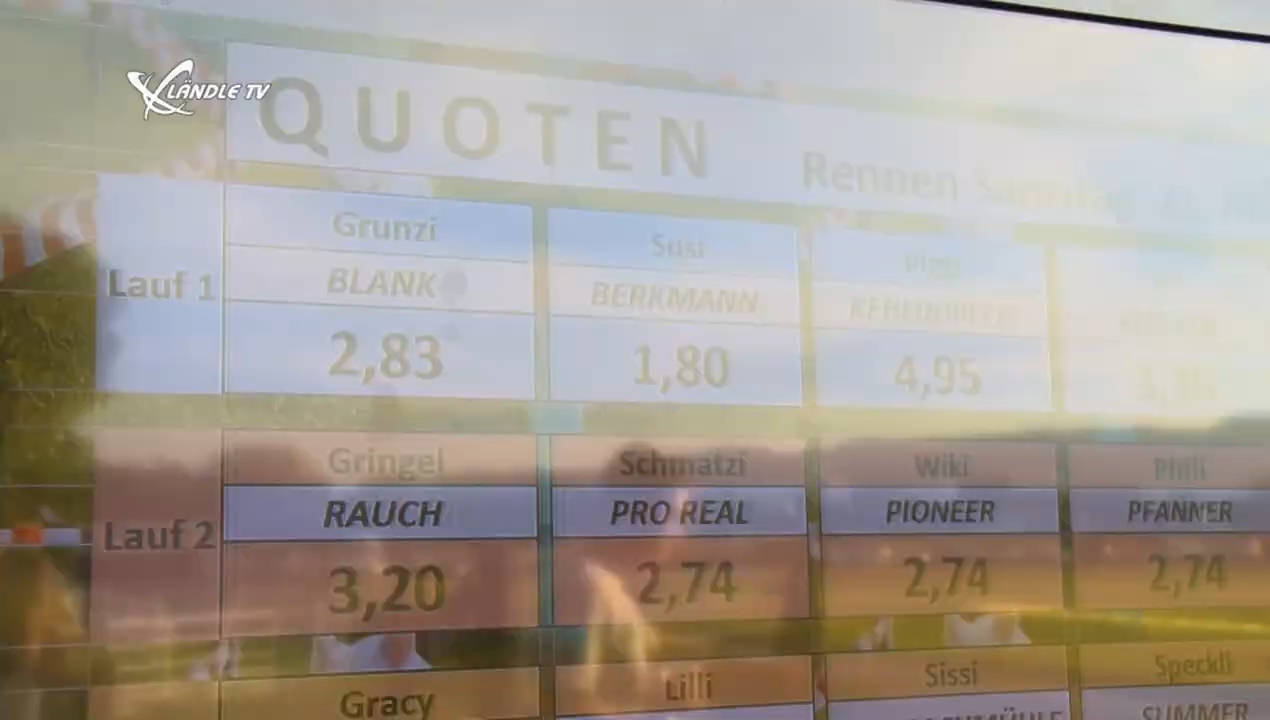 LÄNDLE TV
QUOTEN
Rennen Samstag
Lauf 1
Grunzi
Susi
BLANK
BERKMANN
2,83
1,80
4,95
Lauf 2
Gringel
Schmatzi
Wiki
RAUCH
PRO REAL
PIONEER
PFANNER
3,20
2,74
2,74
2,74
Gracy
Lilli
Sissi
Speckli
SUMMER